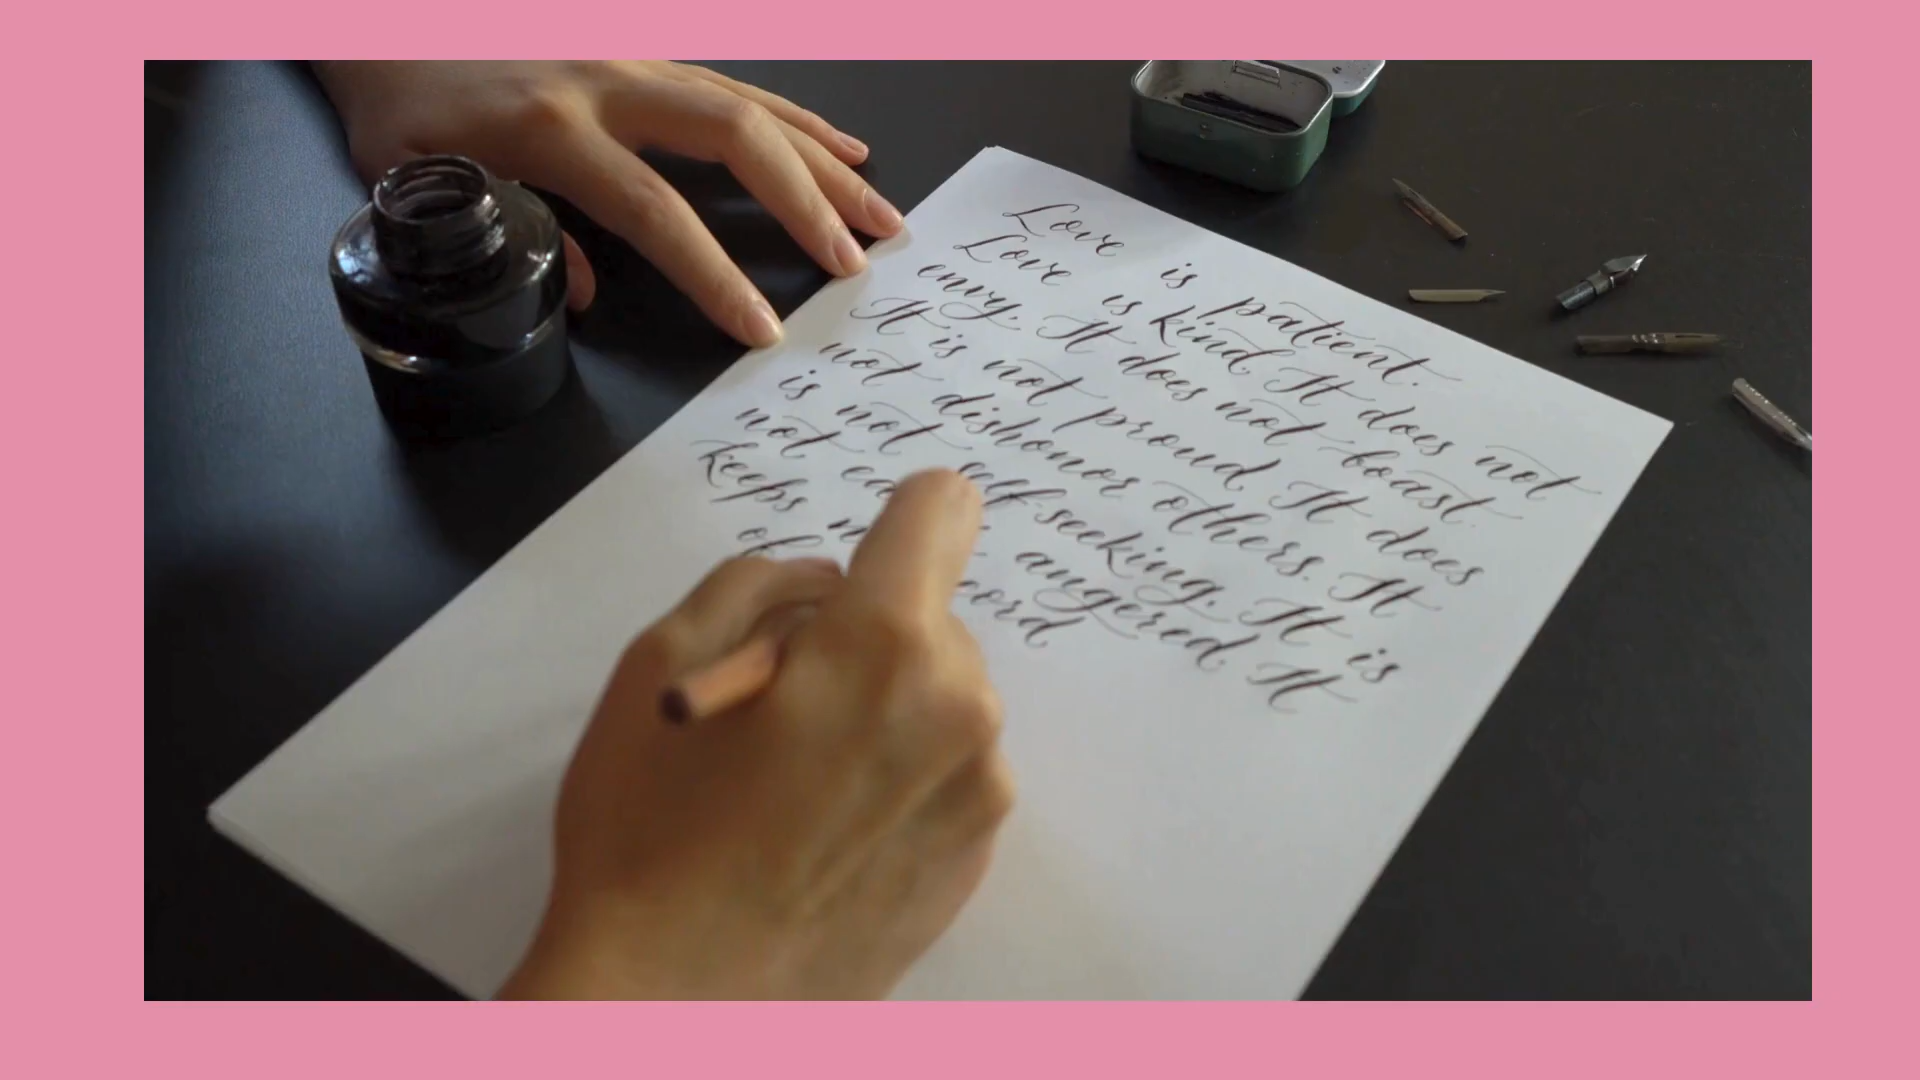 Love is patient.
Love is kind. It does not
envy. It does not boast.
It is not proud. It does
not dishonor others. It
is not self-seeking. It is
not angered. It
keeps
of